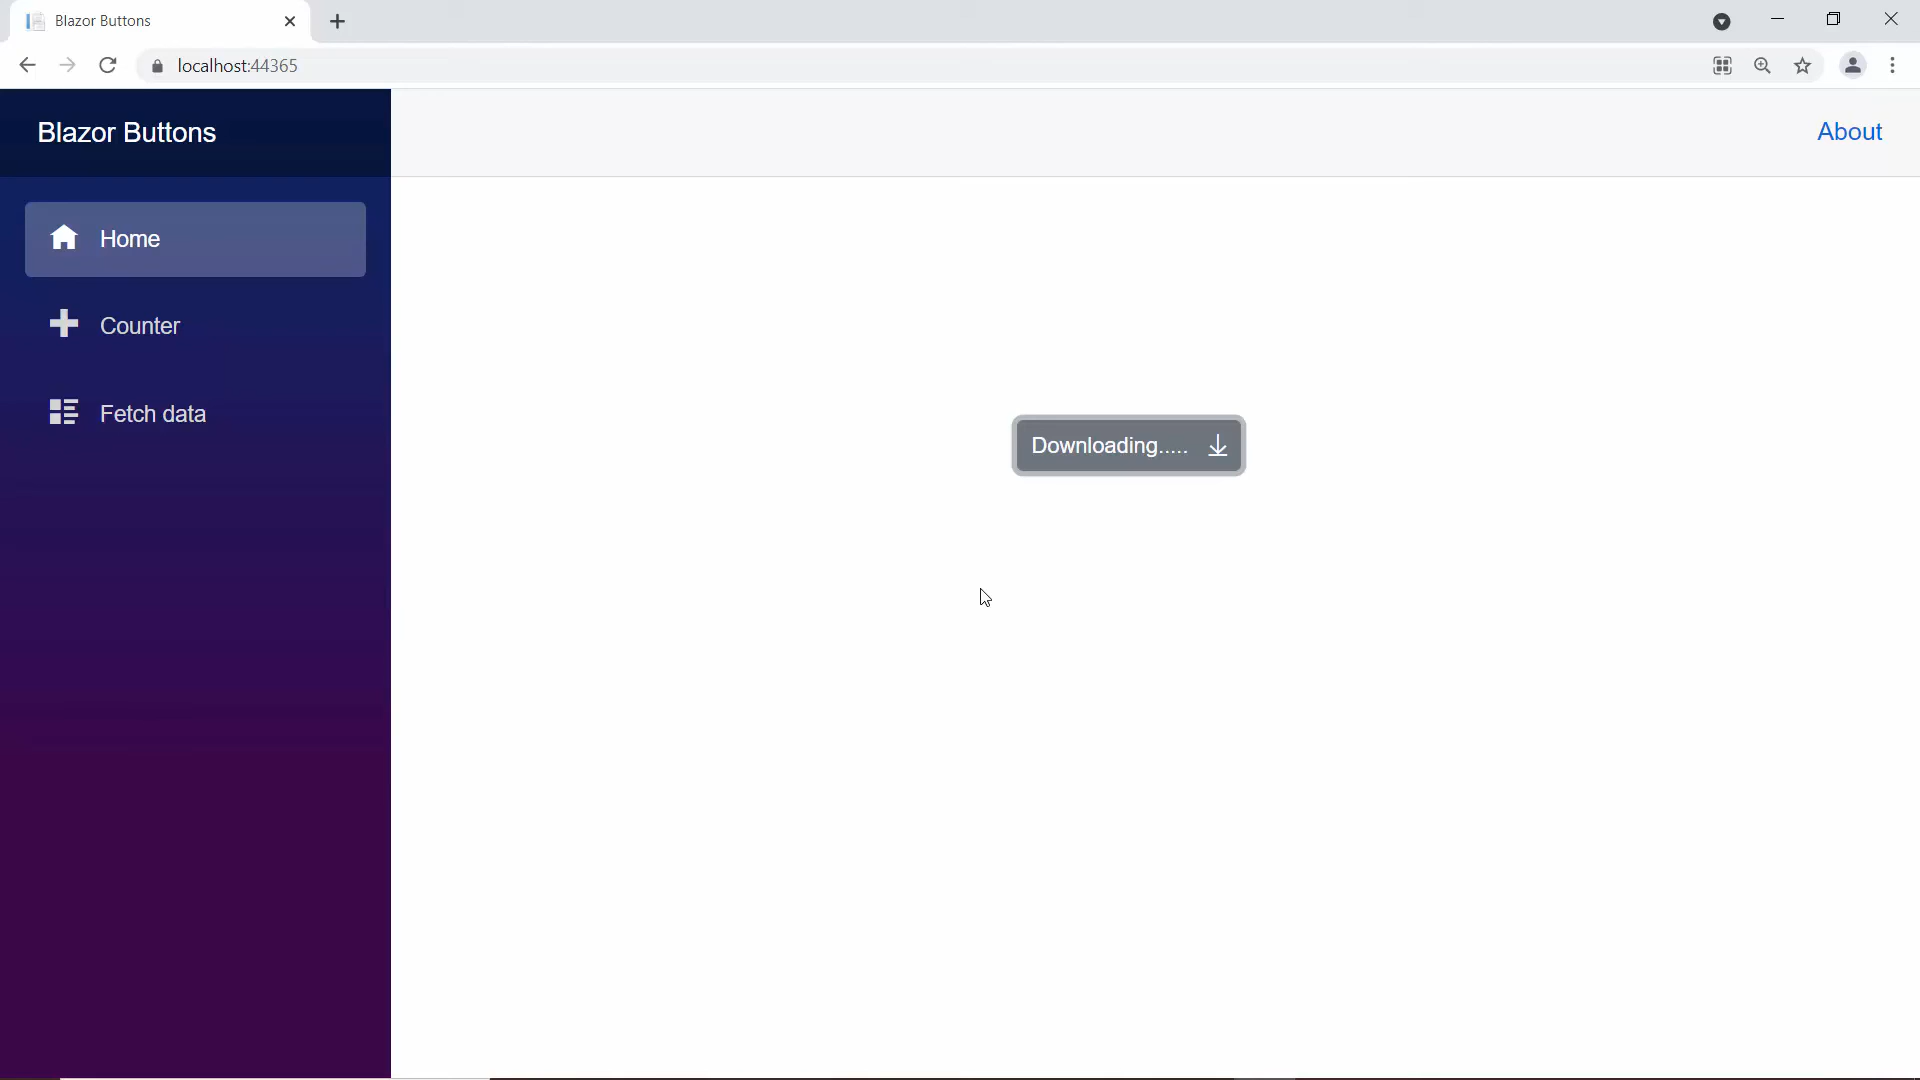 Blazor Buttons
localhost:44365
Blazor Buttons
About
Home
Counter
Fetch data
Downloading.....